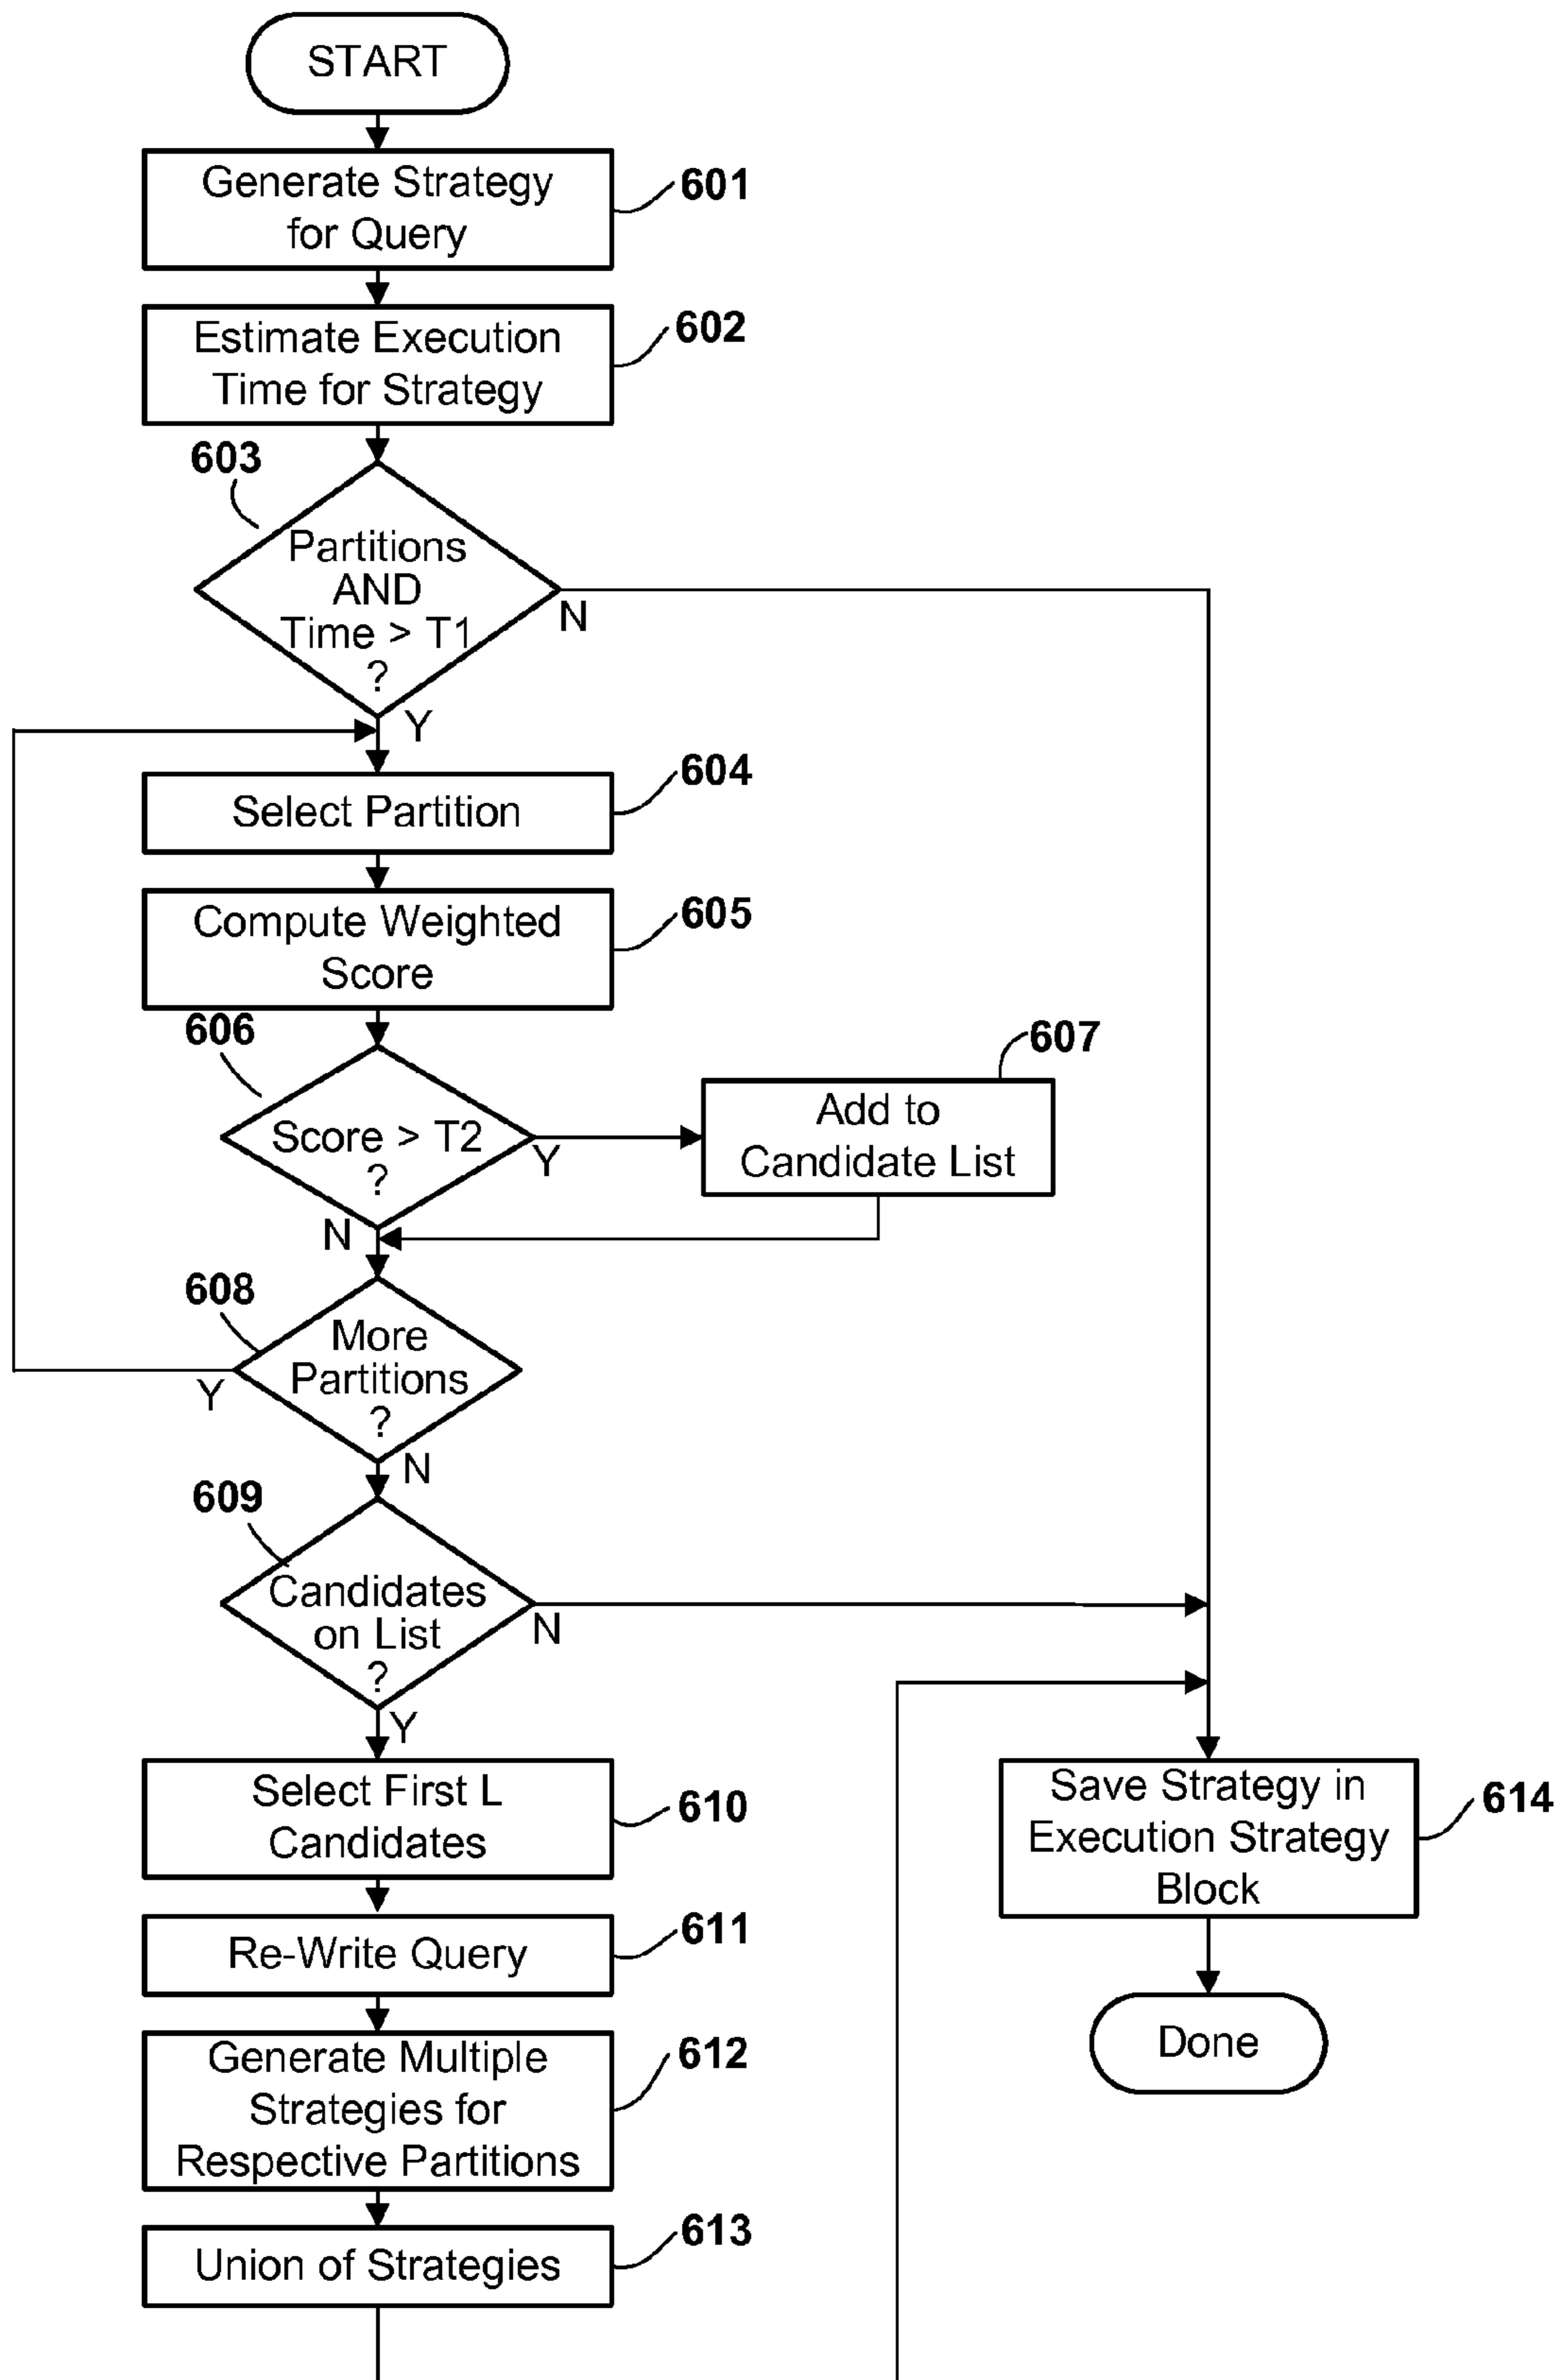 START
Generate Strategy
for Query
601
Estimate Execution
Time for Strategy
602
603
Partitions
AND
Time > T1
?
N
Y
Select Partition
604
Compute Weighted
Score
605
606
Score > T2
?
Y
N
Add to
Candidate List
607
608
More
Partitions
?
Y
N
609
Candidates
on List
?
N
Y
Select First L
Candidates
610
Re-Write Query
611
Generate Multiple
Strategies for
Respective Partitions
612
Union of Strategies
613
Save Strategy in
Execution Strategy
Block
614
Done